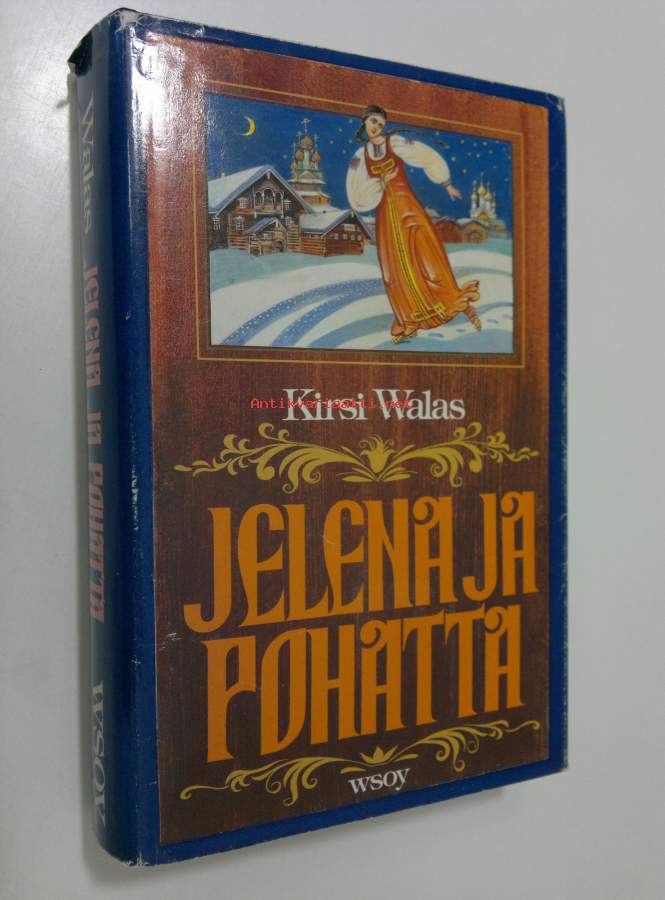 Kirsi Walas
Antikvariaatti.net
JELENA JA
POHATTA
wsoy
Walas JELENA JA POHATTA WSOY